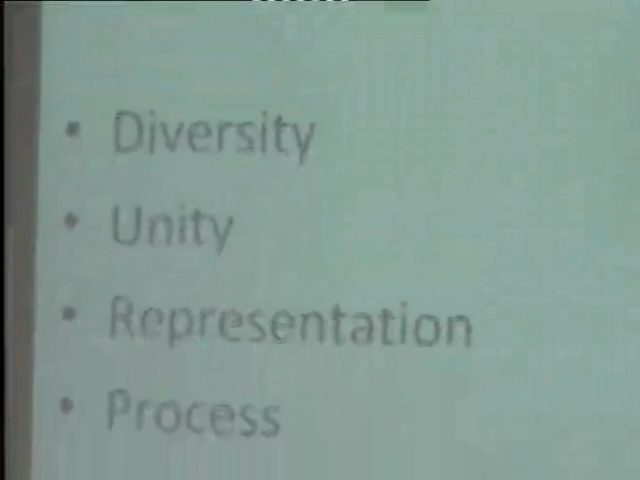 • Diversity
• Unity
• Representation
• Process